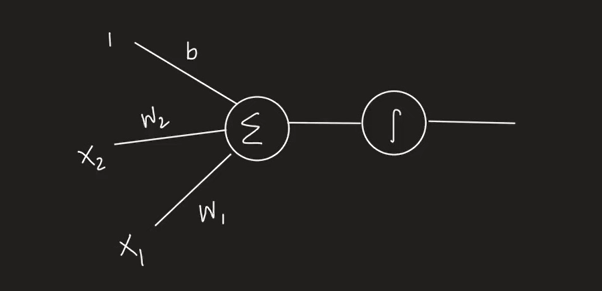 1 b
W₂
Σ ∫
X₂
W₁
X₁